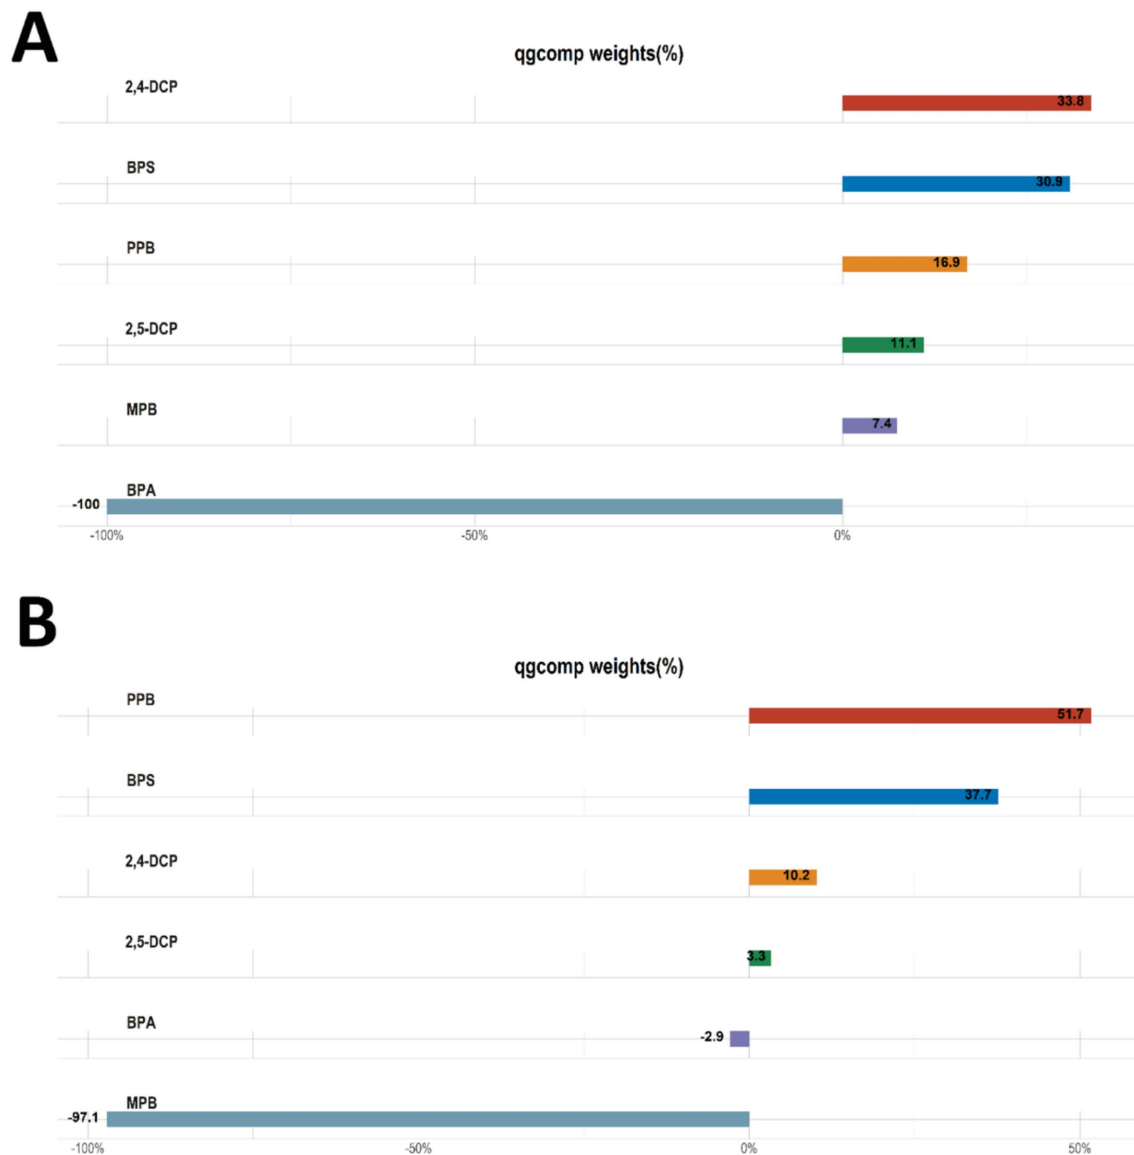 A
qgcomp weights(%)
2,4-DCP
33.8
BPS
30.9
PPB
16.9
2,5-DCP
11.1
MPB
7.4
BPA
-100
-100% -50% 0%
B
qgcomp weights(%)
PPB
51.7
BPS
37.7
2,4-DCP
10.2
2,5-DCP
3.3
BPA
-2.9
MPB
-97.1
-100% -50% 0% 50%